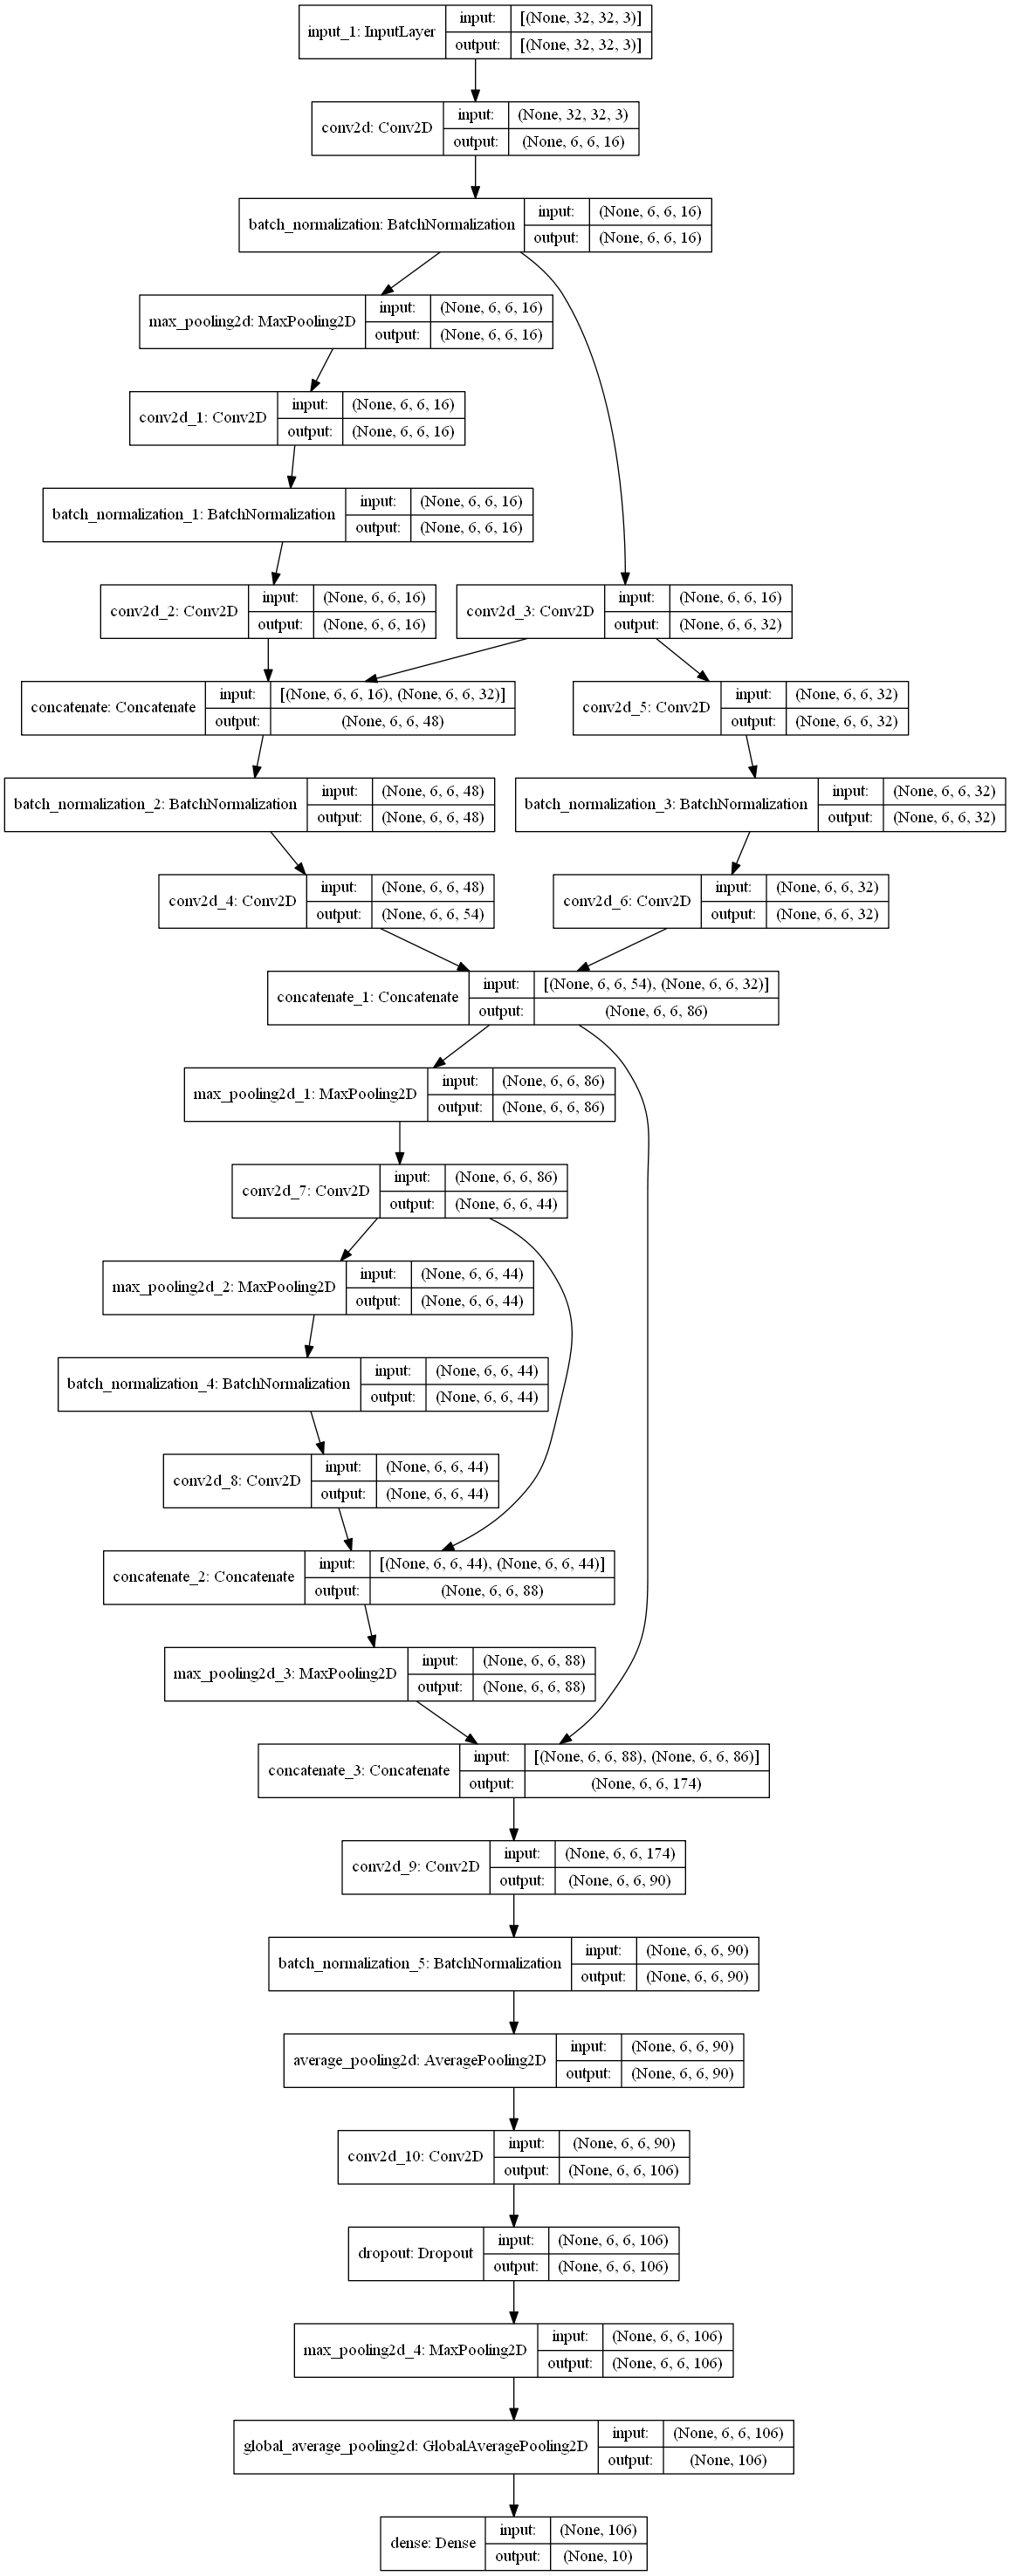 input_1: InputLayer
input: [(None, 32, 32, 3)]
output: [(None, 32, 32, 3)]
conv2d: Conv2D
input: (None, 32, 32, 3)
output: (None, 6, 6, 16)
batch_normalization: BatchNormalization
input: (None, 6, 6, 16)
output: (None, 6, 6, 16)
max_pooling2d: MaxPooling2D
input: (None, 6, 6, 16)
output: (None, 6, 6, 16)
conv2d_1: Conv2D
input: (None, 6, 6, 16)
output: (None, 6, 6, 16)
batch_normalization_1: BatchNormalization
input: (None, 6, 6, 16)
output: (None, 6, 6, 16)
conv2d_2: Conv2D
input: (None, 6, 6, 16)
output: (None, 6, 6, 16)
conv2d_3: Conv2D
input: (None, 6, 6, 16)
output: (None, 6, 6, 32)
concatenate: Concatenate
input: [(None, 6, 6, 16), (None, 6, 6, 32)]
output: (None, 6, 6, 48)
conv2d_5: Conv2D
input: (None, 6, 6, 32)
output: (None, 6, 6, 32)
batch_normalization_2: BatchNormalization
input: (None, 6, 6, 48)
output: (None, 6, 6, 48)
batch_normalization_3: BatchNormalization
input: (None, 6, 6, 32)
output: (None, 6, 6, 32)
conv2d_4: Conv2D
input: (None, 6, 6, 48)
output: (None, 6, 6, 54)
conv2d_6: Conv2D
input: (None, 6, 6, 32)
output: (None, 6, 6, 32)
concatenate_1: Concatenate
input: [(None, 6, 6, 54), (None, 6, 6, 32)]
output: (None, 6, 6, 86)
max_pooling2d_1: MaxPooling2D
input: (None, 6, 6, 86)
output: (None, 6, 6, 86)
conv2d_7: Conv2D
input: (None, 6, 6, 86)
output: (None, 6, 6, 44)
max_pooling2d_2: MaxPooling2D
input: (None, 6, 6, 44)
output: (None, 6, 6, 44)
batch_normalization_4: BatchNormalization
input: (None, 6, 6, 44)
output: (None, 6, 6, 44)
conv2d_8: Conv2D
input: (None, 6, 6, 44)
output: (None, 6, 6, 44)
concatenate_2: Concatenate
input: [(None, 6, 6, 44), (None, 6, 6, 44)]
output: (None, 6, 6, 88)
max_pooling2d_3: MaxPooling2D
input: (None, 6, 6, 88)
output: (None, 6, 6, 88)
concatenate_3: Concatenate
input: [(None, 6, 6, 88), (None, 6, 6, 86)]
output: (None, 6, 6, 174)
conv2d_9: Conv2D
input: (None, 6, 6, 174)
output: (None, 6, 6, 90)
batch_normalization_5: BatchNormalization
input: (None, 6, 6, 90)
output: (None, 6, 6, 90)
average_pooling2d: AveragePooling2D
input: (None, 6, 6, 90)
output: (None, 6, 6, 90)
conv2d_10: Conv2D
input: (None, 6, 6, 90)
output: (None, 6, 6, 106)
dropout: Dropout
input: (None, 6, 6, 106)
output: (None, 6, 6, 106)
max_pooling2d_4: MaxPooling2D
input: (None, 6, 6, 106)
output: (None, 6, 6, 106)
global_average_pooling2d: GlobalAveragePooling2D
input: (None, 6, 6, 106)
output: (None, 106)
dense: Dense
input: (None, 106)
output: (None, 10)